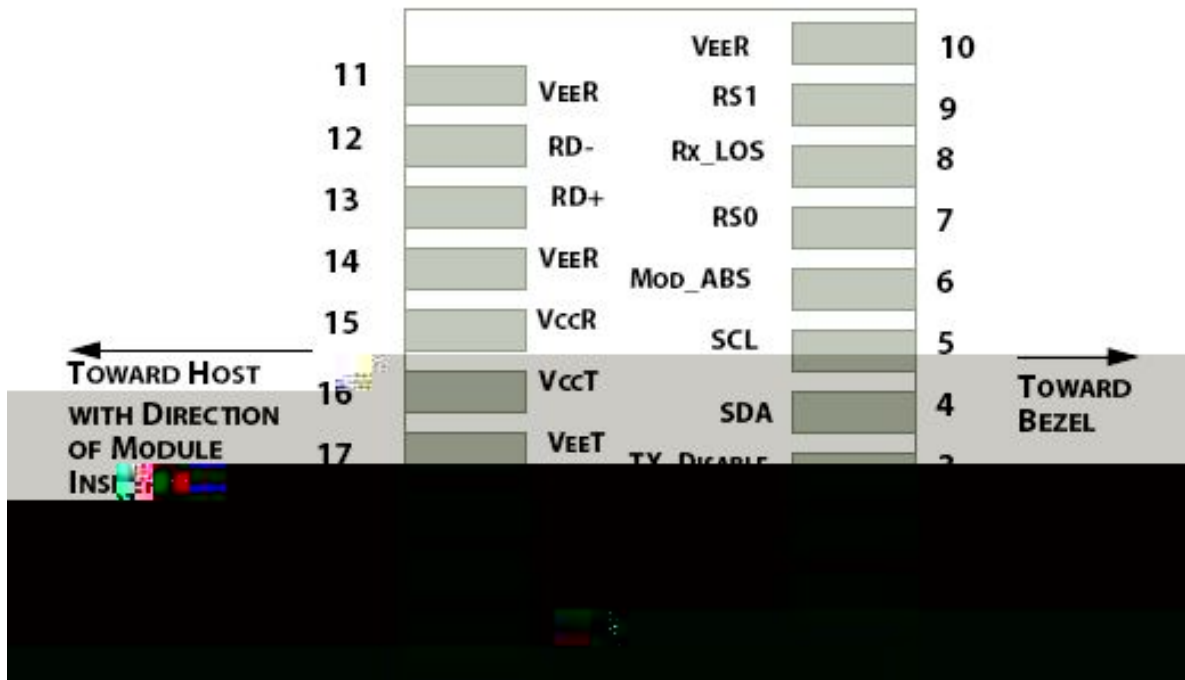 VEER 10
11 VEER
RS1 9
12 RD-
Rx_LOS 8
13 RD+
RS0 7
14 VEER
MOD_ABS 6
15 VCCR
SCL 5
TOWARD HOST
WITH DIRECTION
OF MODULE
16 VCCT
SDA 4
17 VEET
TX_DISABLE
TOWARD
BEZEL